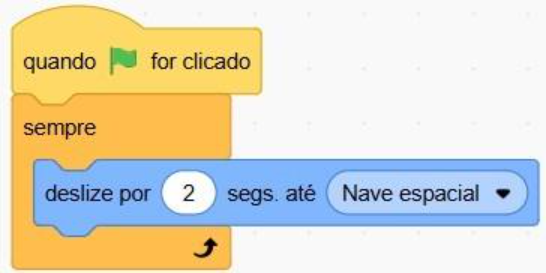 quando for clicado
sempre
deslize por 2 segs. até Nave espacial